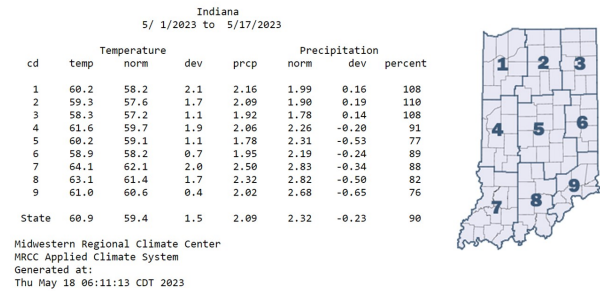 Indiana
5/ 1/2023 to 5/17/2023
Temperature Precipitation
cd temp norm dev prcp norm dev percent
1 60.2 58.2 2.1 2.16 1.99 0.16 108
2 59.3 57.6 1.7 2.09 1.90 0.19 110
3 58.3 57.2 1.1 1.92 1.78 0.14 108
4 61.6 59.7 1.9 2.06 2.26 -0.20 91
5 60.2 59.1 1.1 1.78 2.31 -0.53 77
6 58.9 58.2 0.7 1.95 2.19 -0.24 89
7 64.1 62.1 2.0 2.50 2.83 -0.34 88
8 63.1 61.4 1.7 2.33 2.82 -0.50 82
9 61.0 60.6 0.4 2.02 2.68 -0.65 76
State 60.9 59.4 1.5 2.09 2.32 -0.23 90
Midwestern Regional Climate Center
MRCC Applied Climate System
Generated at:
Thu May 18 06:11:13 CDT 2023
1 2 3
4 5 6
7 8 9